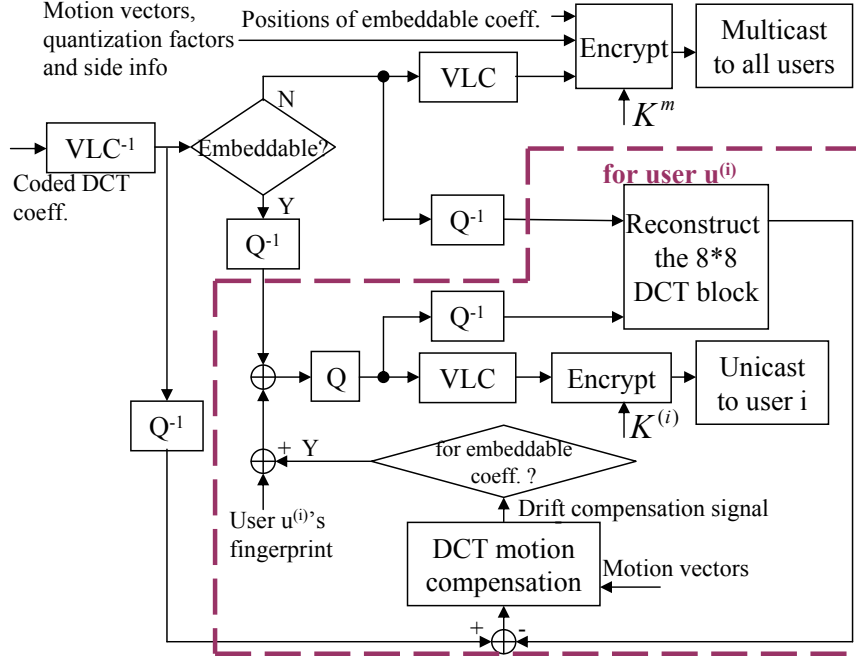 Motion vectors,
quantization factors
and side info
Positions of embeddable coeff.
Encrypt
Multicast
to all users
VLC
K^m
N
VLC⁻¹
Embeddable?
Coded DCT
coeff.
Y
Q⁻¹
Q⁻¹
for user u⁽ⁱ⁾
Reconstruct
the 8*8
DCT block
Q⁻¹
Q
VLC
Encrypt
Unicast
to user i
K⁽ⁱ⁾
Q⁻¹
+ Y
for embeddable
coeff. ?
User u⁽ⁱ⁾'s
fingerprint
Drift compensation signal
DCT motion
compensation
Motion vectors
+ -